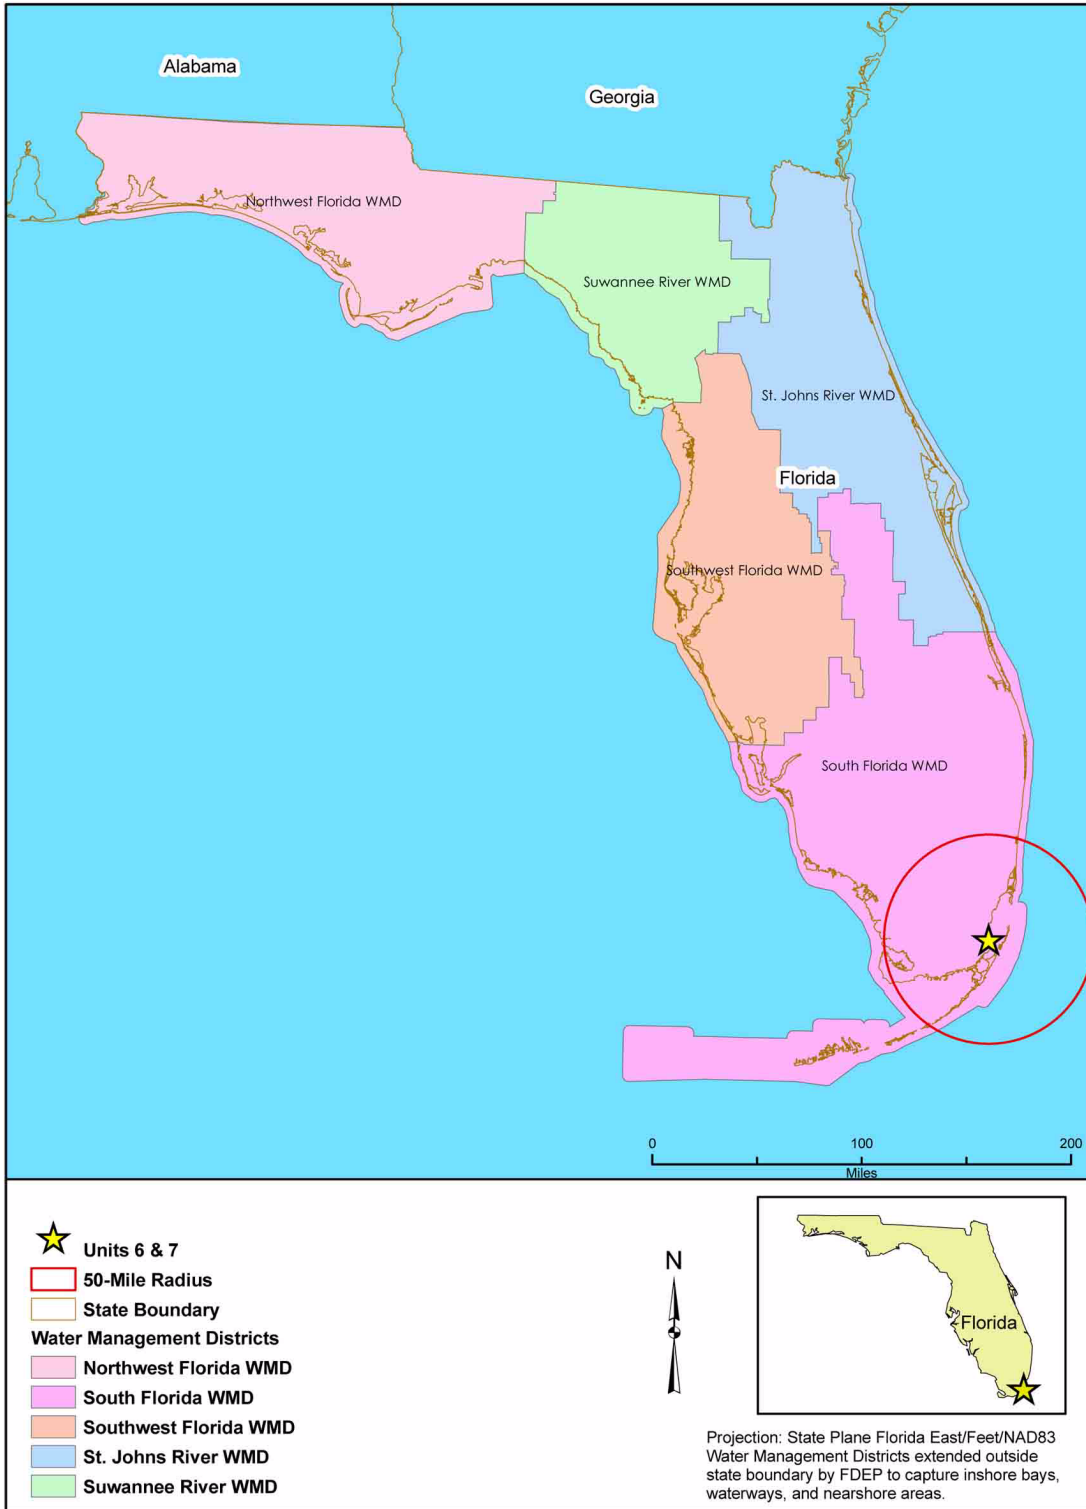 Alabama
Georgia
Northwest Florida WMD
Suwannee River WMD
St. Johns River WMD
Florida
Southwest Florida WMD
South Florida WMD
0 100 200
Miles
Units 6 & 7
50-Mile Radius
State Boundary
Water Management Districts
Northwest Florida WMD
South Florida WMD
Southwest Florida WMD
St. Johns River WMD
Suwannee River WMD
N
Florida
Projection: State Plane Florida East/Feet/NAD83
Water Management Districts extended outside
state boundary by FDEP to capture inshore bays,
waterways, and nearshore areas.